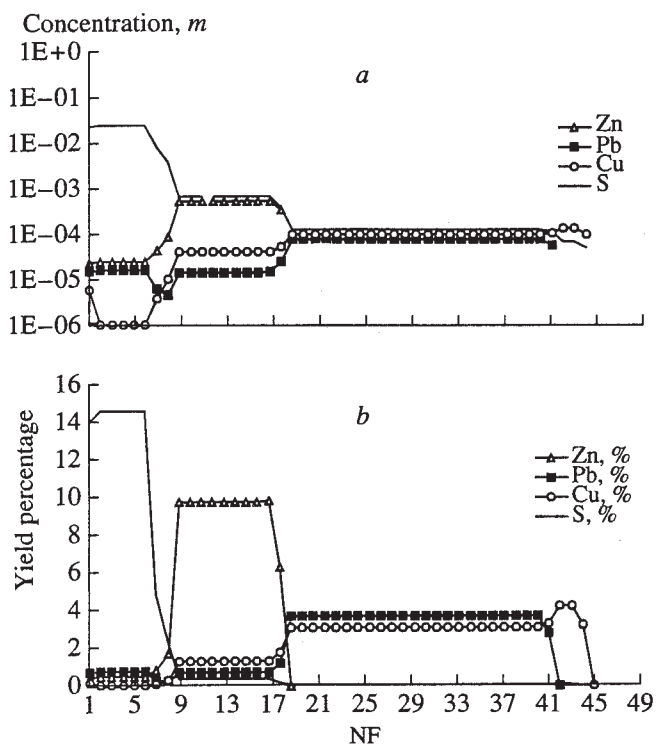 Concentration, m
1E+0
a
1E−01
1E−02
Zn
Pb
Cu
S
1E−03
1E−04
1E−05
1E−06
16
14
b
12
Zn, %
Pb, %
Cu, %
S, %
10
8
6
4
2
0
Yield percentage
1 5 9 13 17 21 25 29 33 37 41 45 49
NF